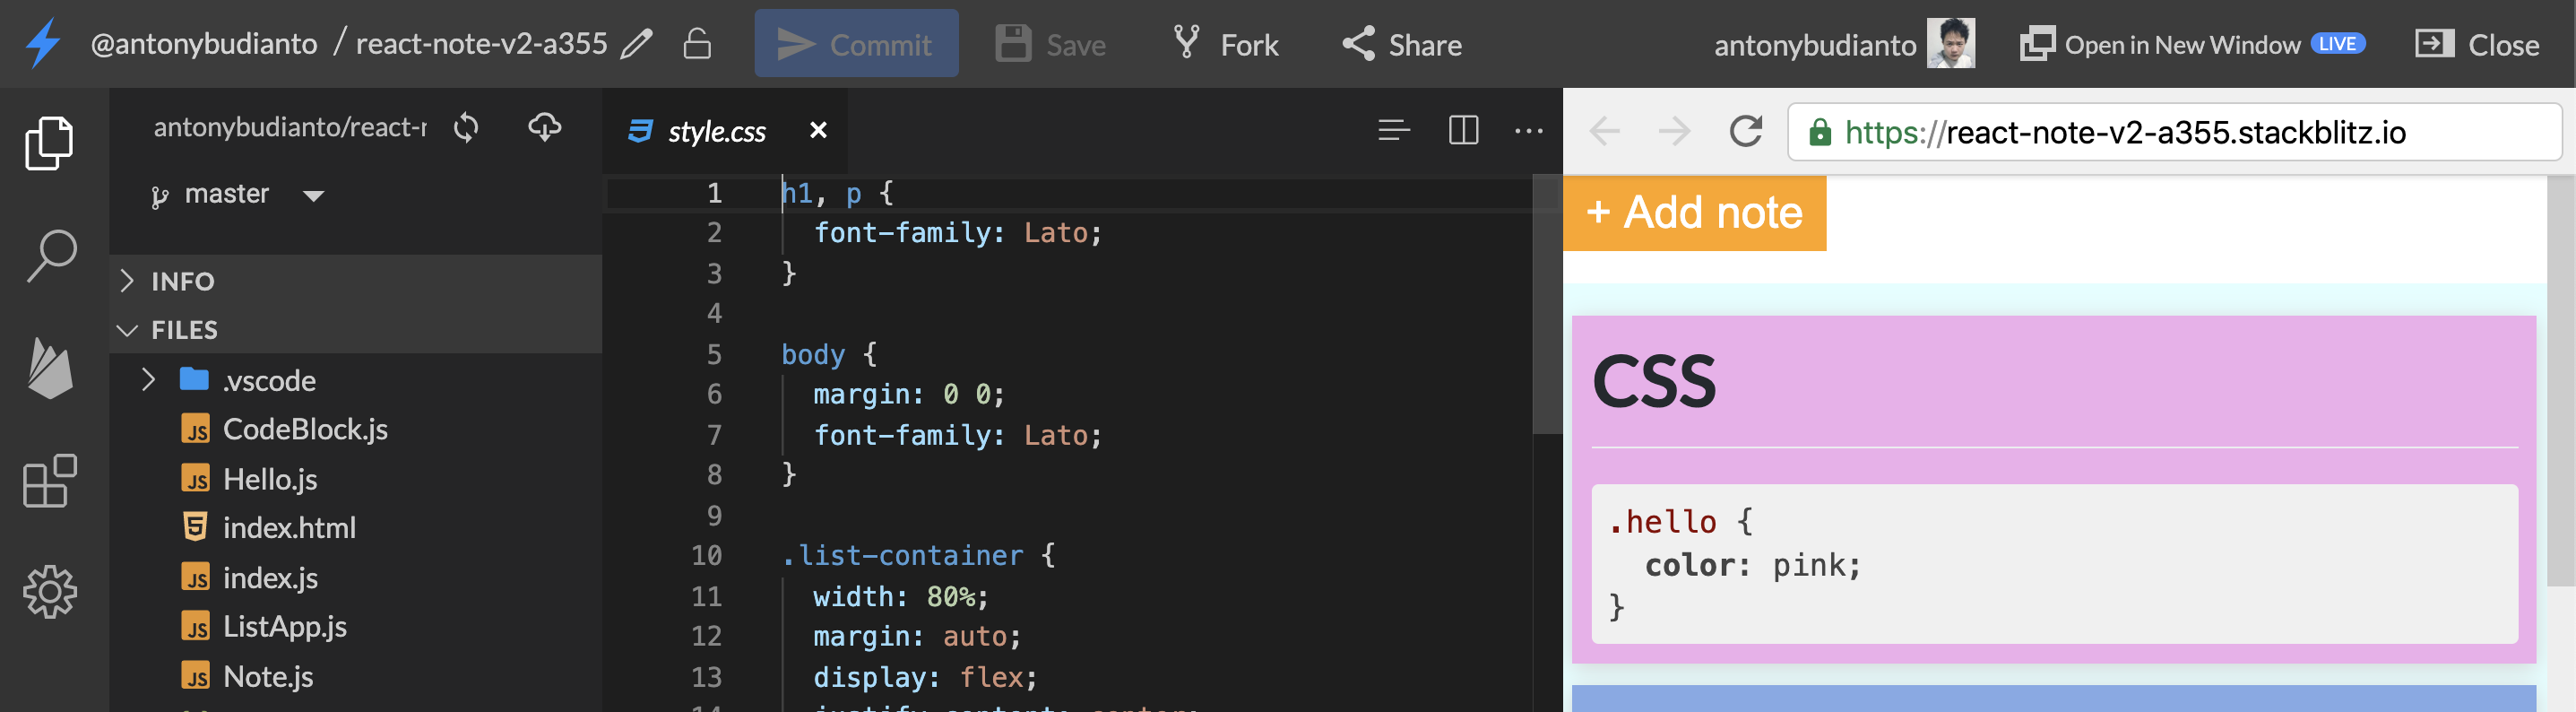 @antonybudianto / react-note-v2-a355
Commit
Save
Fork
Share
antonybudianto
Open in New Window LIVE
Close
antonybudianto/react-r
master
INFO
FILES
.vscode
CodeBlock.js
Hello.js
index.html
index.js
ListApp.js
Note.js
style.css
1 h1, p {
2 font-family: Lato;
3 }
4
5 body {
6 margin: 0 0;
7 font-family: Lato;
8 }
9
10 .list-container {
11 width: 80%;
12 margin: auto;
13 display: flex;
14 justify-content: center;
https://react-note-v2-a355.stackblitz.io
+ Add note
CSS
.hello {
color: pink;
}